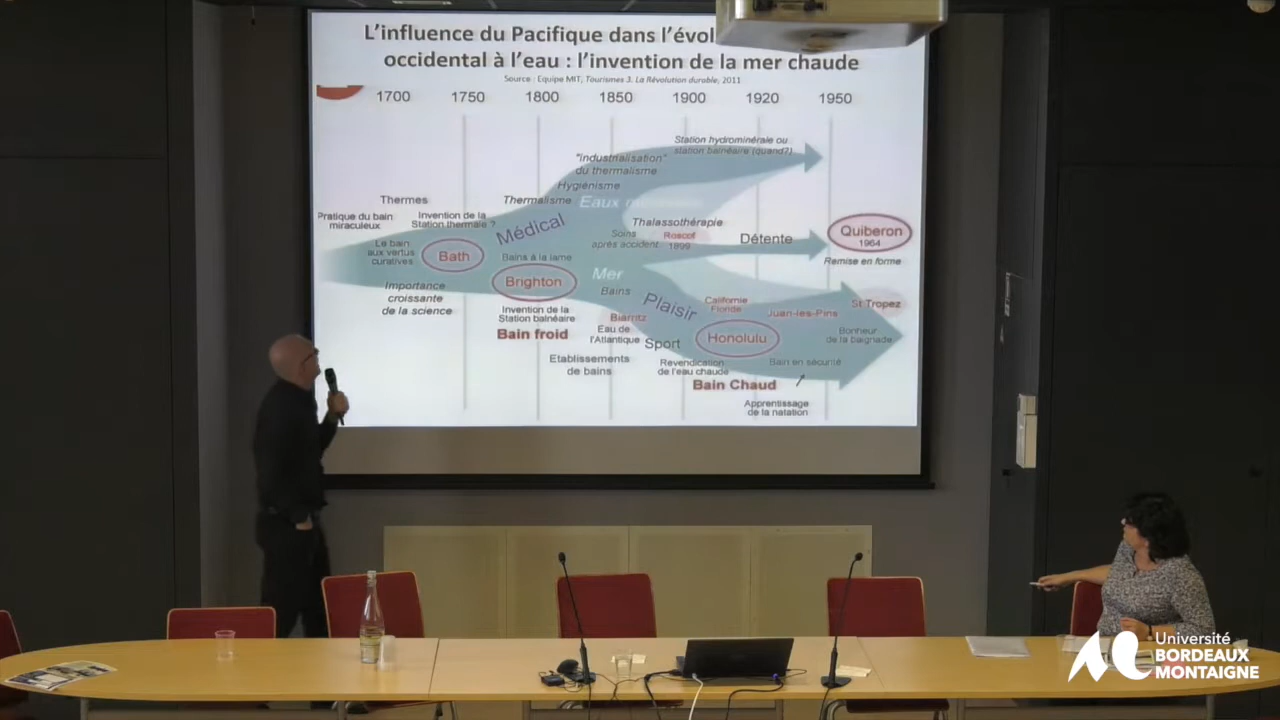 L'influence du Pacifique dans l'évol
occidental à l'eau : l'invention de la mer chaude
Source : Equipe MIT, Tourismes 3. La Révolution durable, 2011
1700 1750 1800 1850 1900 1920 1950
Station hydrominérale ou
station balnéaire (quand?)
"industrialisation"
du thermalisme
Hygiénisme
Thermes
Thermalisme
Eaux
Pratique du bain
miraculeux
Invention de la
Station thermale ?
Médical
Thalassothérapie
Soins
après accident
Roscof
1899
Détente
Quiberon
1964
Remise en forme
Le bain
aux vertus
curatives
Bath
Bains à la lame
Mer
Brighton
Bains
Importance
croissante
de la science
Plaisir
Californie
Floride
Juan-les-Pins
St Tropez
Invention de la
Station balnéaire
Bain froid
Biarritz
Eau de
l'Atlantique
Sport
Honolulu
Bonheur
de la baignade
Etablissements
de bains
Revendication
de l'eau chaude
Bain en sécurité
Bain Chaud
Apprentissage
de la natation
Université
BORDEAUX
MONTAIGNE